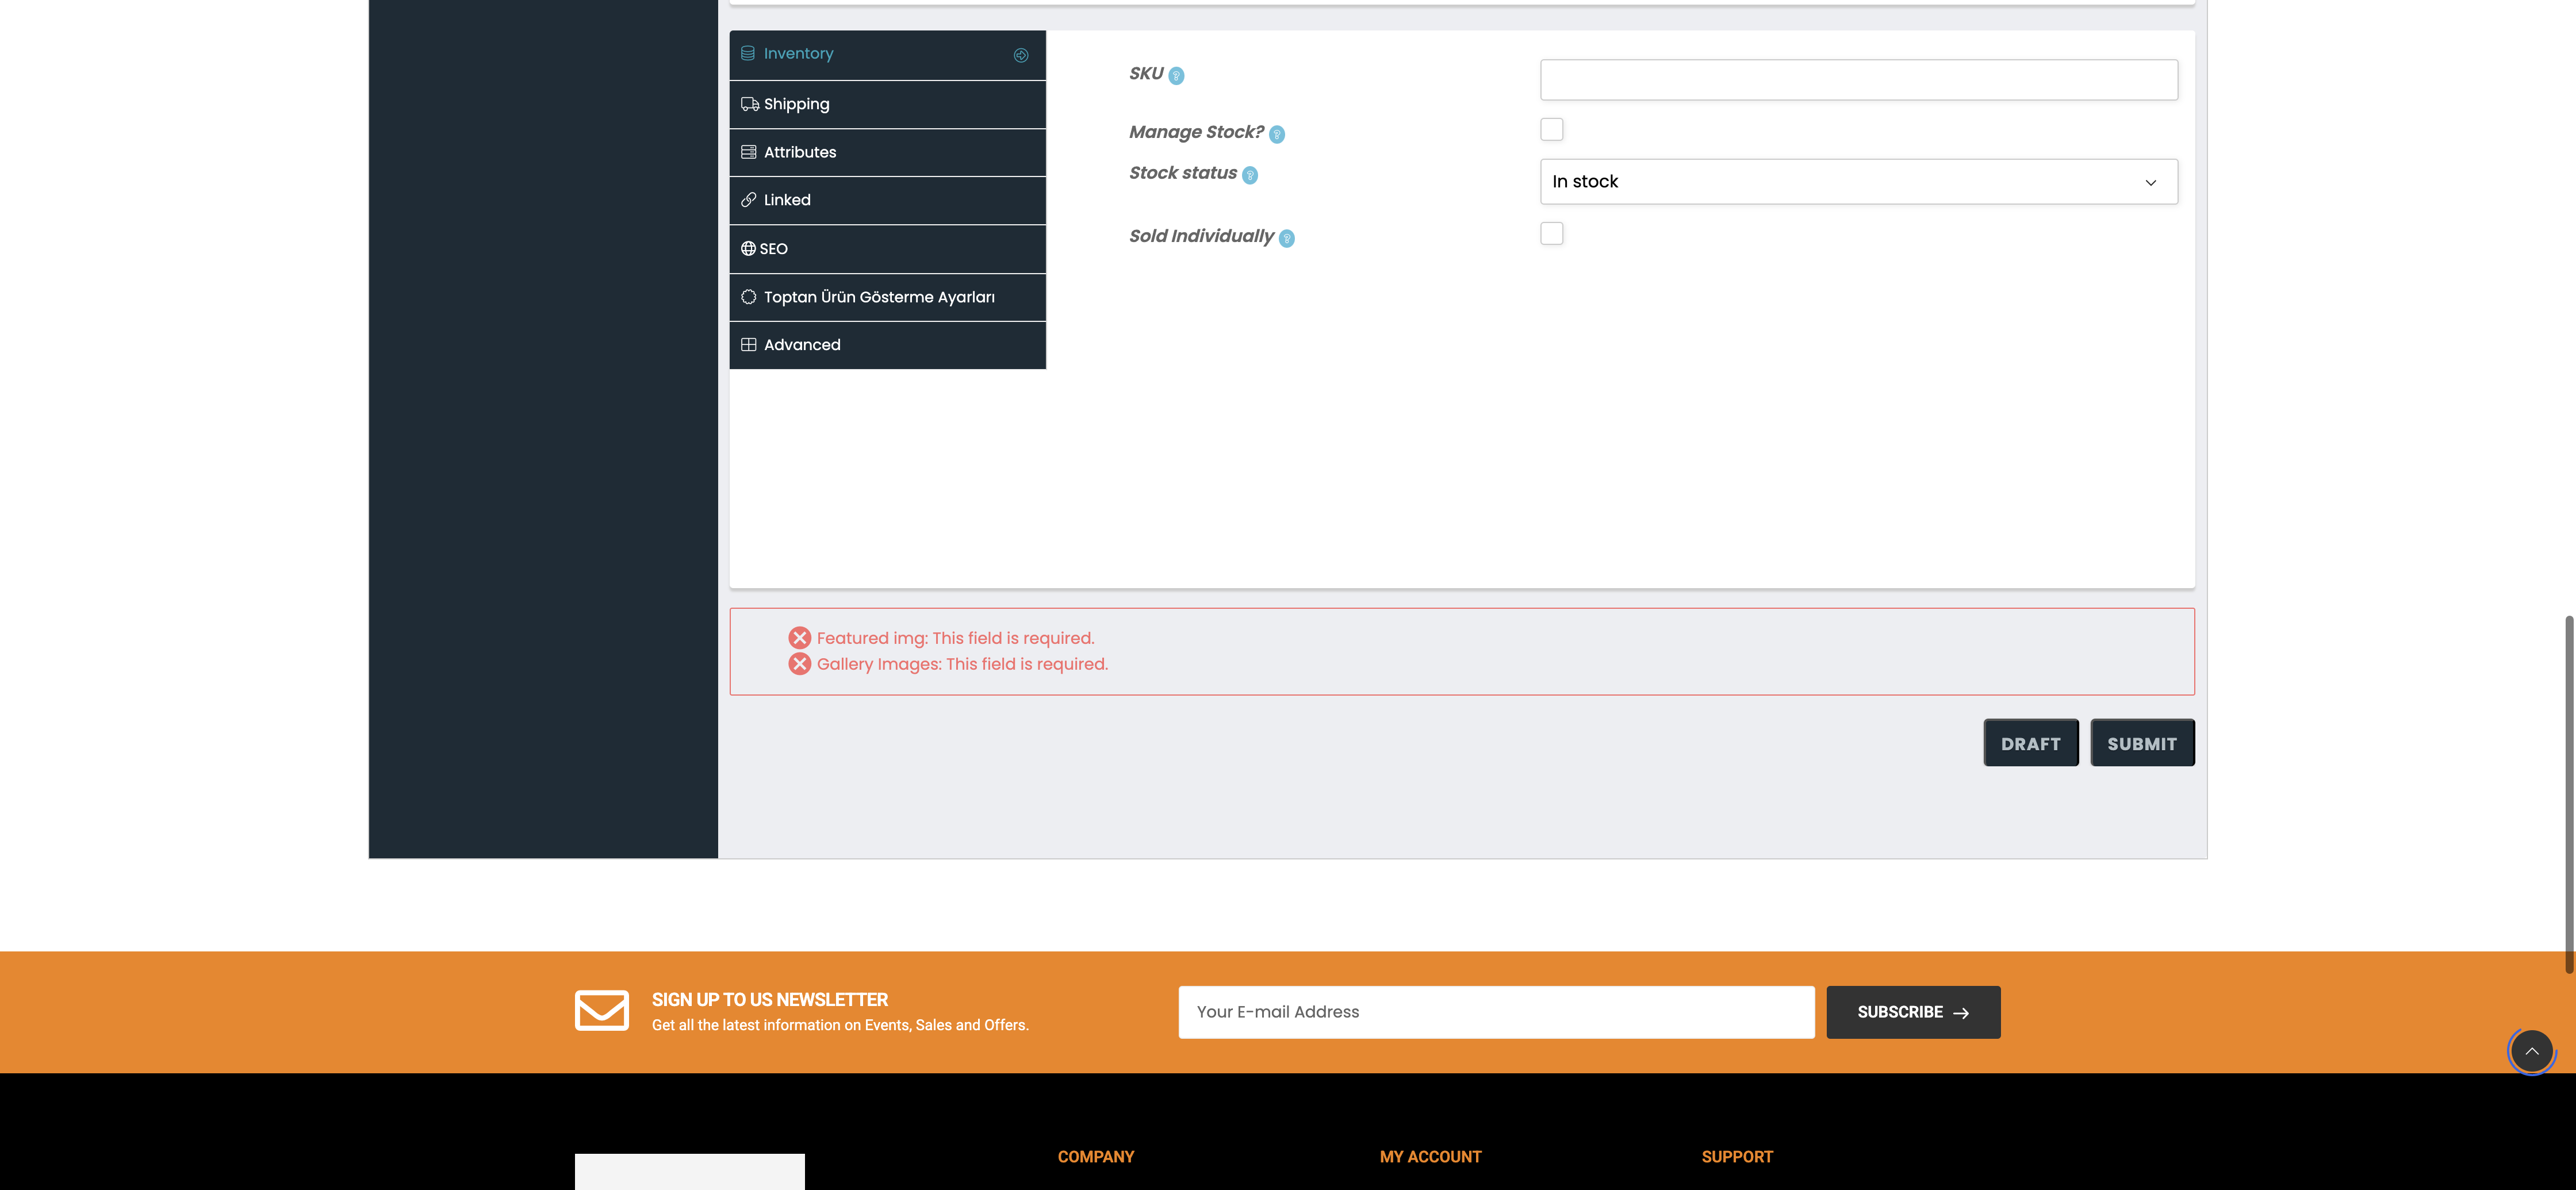 Inventory
Shipping
Attributes
Linked
SEO
Toptan Ürün Gösterme Ayarları
Advanced
SKU ?
Manage Stock? ?
Stock status ?
In stock
Sold Individually ?
Featured img: This field is required.
Gallery Images: This field is required.
DRAFT
SUBMIT
SIGN UP TO US NEWSLETTER
Get all the latest information on Events, Sales and Offers.
Your E-mail Address
SUBSCRIBE →
COMPANY
MY ACCOUNT
SUPPORT